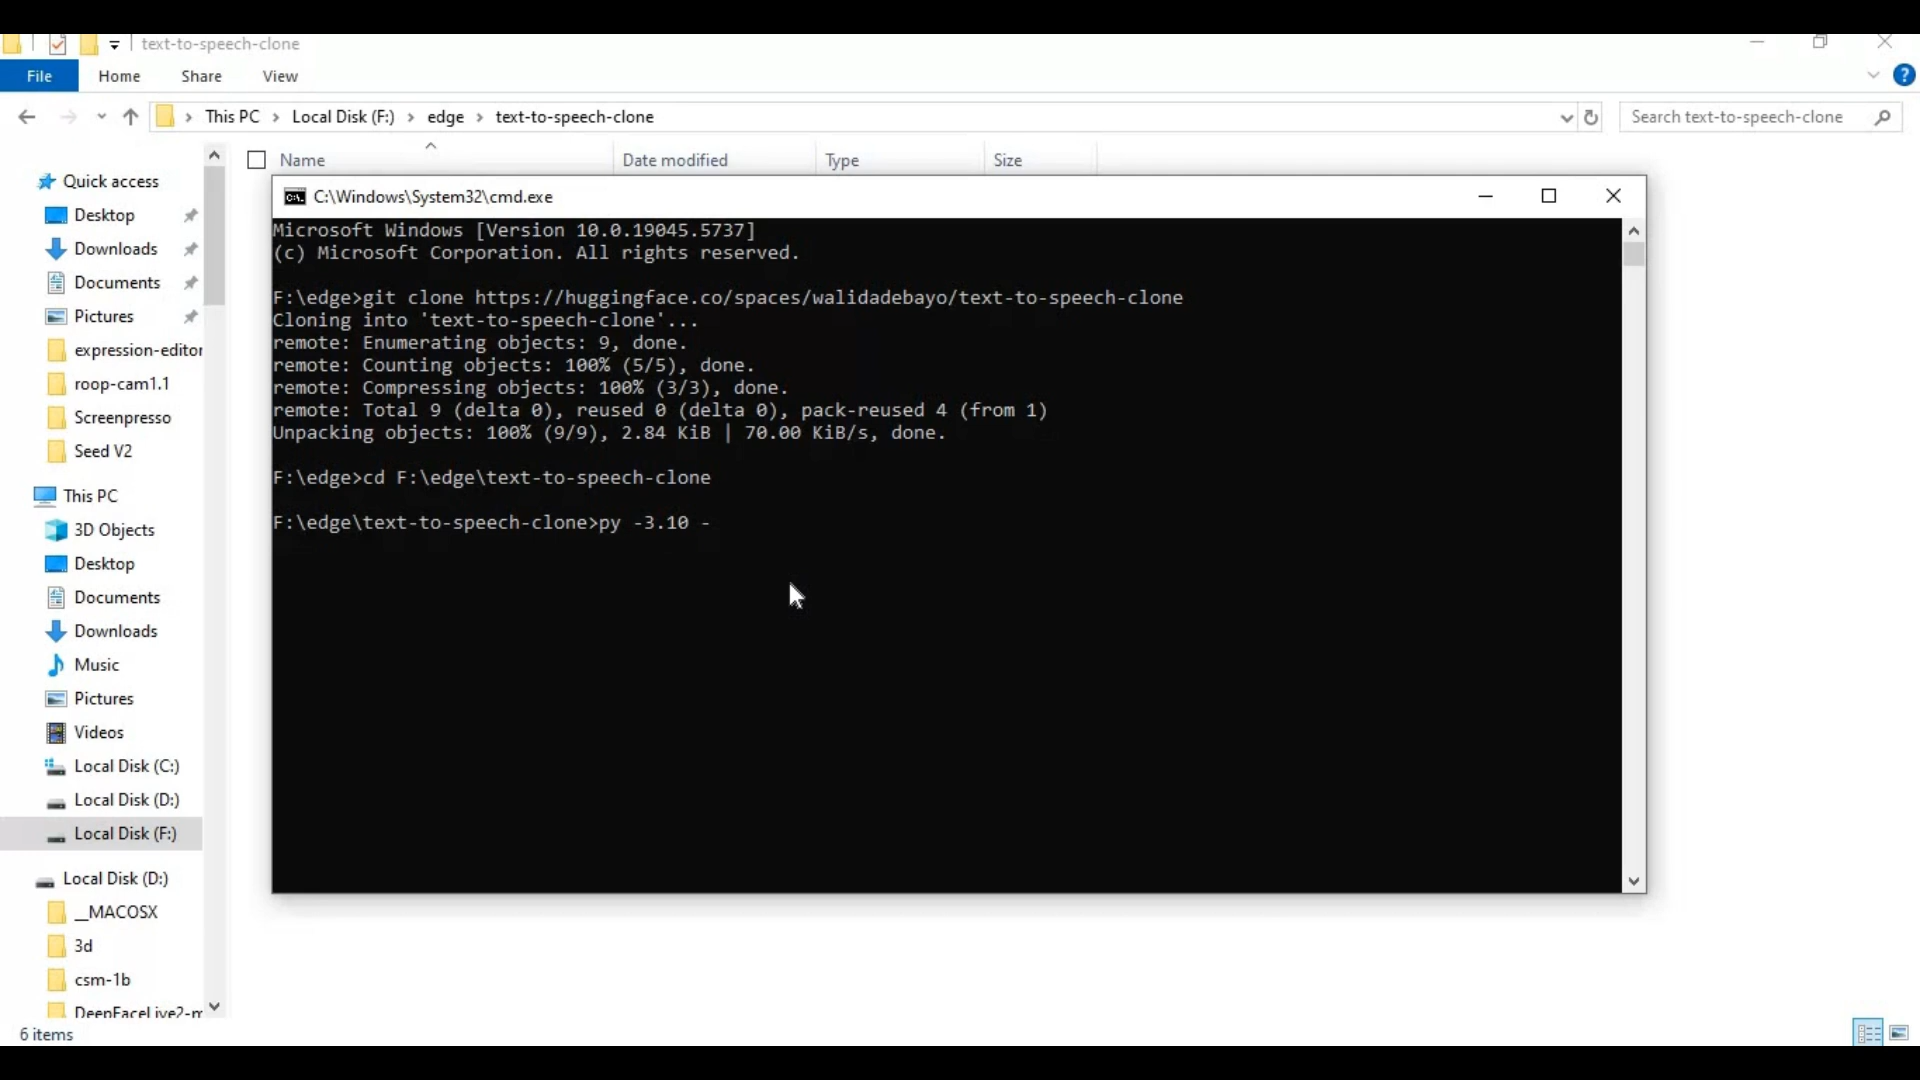 text-to-speech-clone
File
Home
Share
View
This PC
Local Disk (F:)
edge
text-to-speech-clone
Search text-to-speech-clone
Name
Date modified
Type
Size
Quick access
Desktop
Downloads
Documents
Pictures
expression-editor
roop-cam1.1
Screenpresso
Seed V2
This PC
3D Objects
Desktop
Documents
Downloads
Music
Pictures
Videos
Local Disk (C:)
Local Disk (D:)
Local Disk (F:)
Local Disk (D:)
__MACOSX
3d
csm-1b
DeepFaceLive2-m
6 items
C:\Windows\System32\cmd.exe
Microsoft Windows [Version 10.0.19045.5737]
(c) Microsoft Corporation. All rights reserved.
F:\edge>git clone https://huggingface.co/spaces/walidadebayo/text-to-speech-clone
Cloning into 'text-to-speech-clone'...
remote: Enumerating objects: 9, done.
remote: Counting objects: 100% (5/5), done.
remote: Compressing objects: 100% (3/3), done.
remote: Total 9 (delta 0), reused 0 (delta 0), pack-reused 4 (from 1)
Unpacking objects: 100% (9/9), 2.84 KiB | 70.00 KiB/s, done.
F:\edge>cd F:\edge\text-to-speech-clone
F:\edge\text-to-speech-clone>py -3.10 -